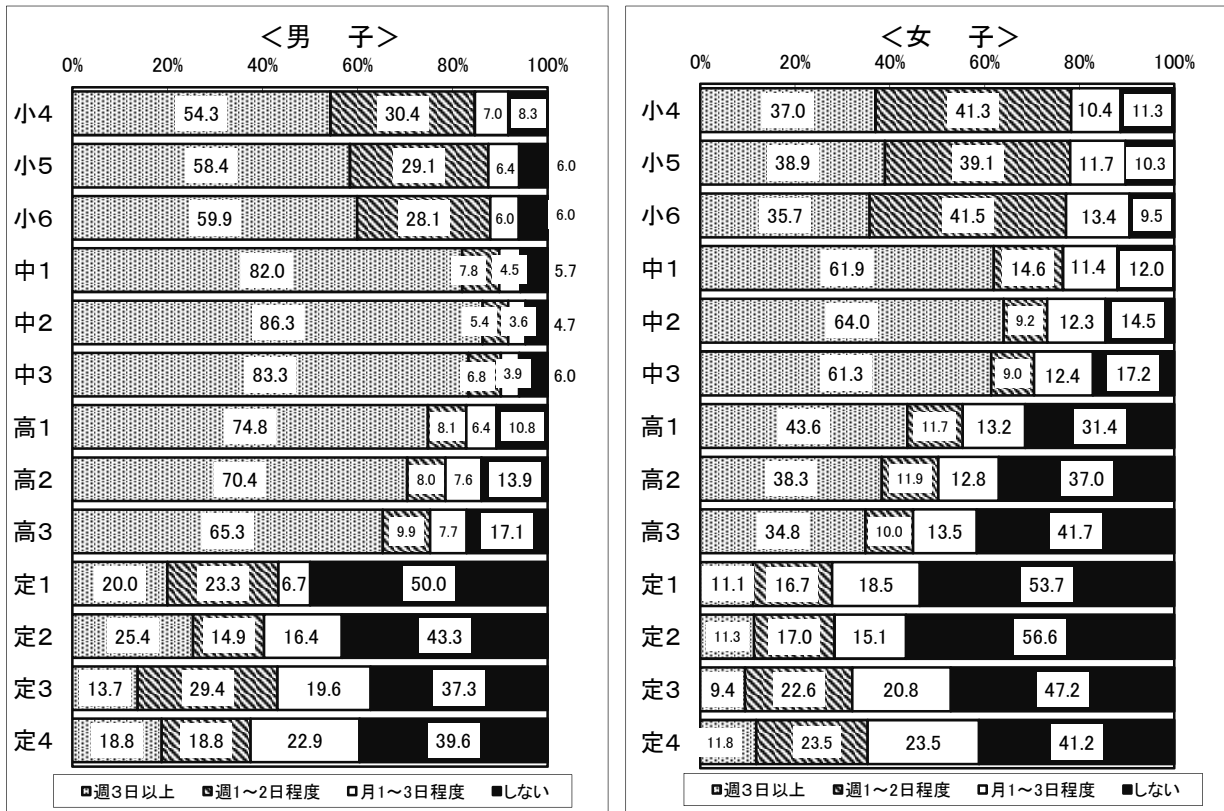 ＜男　子＞
0% 20% 40% 60% 80% 100%
小4 54.3 30.4 7.0 8.3
小5 58.4 29.1 6.4 6.0
小6 59.9 28.1 6.0 6.0
中1 82.0 7.8 4.5 5.7
中2 86.3 5.4 3.6 4.7
中3 83.3 6.8 3.9 6.0
高1 74.8 8.1 6.4 10.8
高2 70.4 8.0 7.6 13.9
高3 65.3 9.9 7.7 17.1
定1 20.0 23.3 6.7 50.0
定2 25.4 14.9 16.4 43.3
定3 13.7 29.4 19.6 37.3
定4 18.8 18.8 22.9 39.6
週3日以上 週1～2日程度 月1～3日程度 しない
＜女　子＞
0% 20% 40% 60% 80% 100%
小4 37.0 41.3 10.4 11.3
小5 38.9 39.1 11.7 10.3
小6 35.7 41.5 13.4 9.5
中1 61.9 14.6 11.4 12.0
中2 64.0 9.2 12.3 14.5
中3 61.3 9.0 12.4 17.2
高1 43.6 11.7 13.2 31.4
高2 38.3 11.9 12.8 37.0
高3 34.8 10.0 13.5 41.7
定1 11.1 16.7 18.5 53.7
定2 11.3 17.0 15.1 56.6
定3 9.4 22.6 20.8 47.2
定4 11.8 23.5 23.5 41.2
週3日以上 週1～2日程度 月1～3日程度 しない